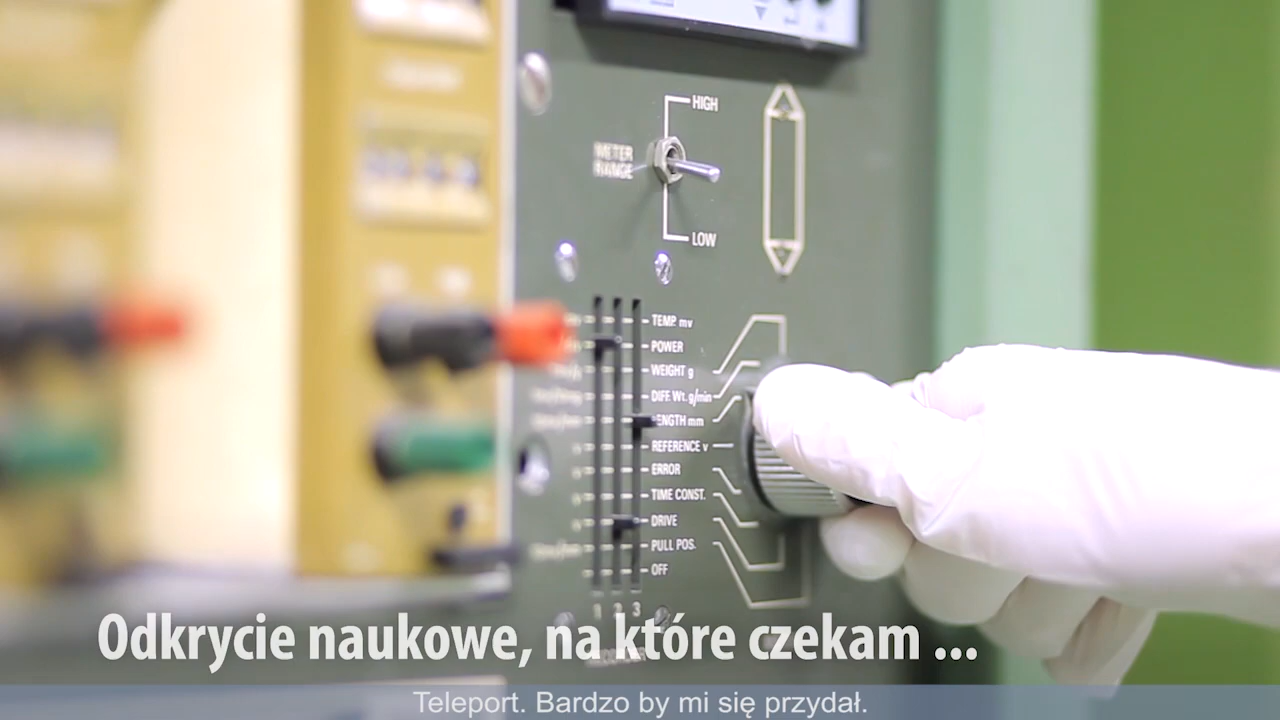 HIGH
METER
RANGE
LOW
TEMP. mv
POWER
WEIGHT g
DIFF. Wt. g/min
LENGTH mm
REFERENCE v
ERROR
TIME CONST.
DRIVE
PULL POS.
OFF
1 2 3
Odkrycie naukowe, na które czekam ...
Teleport. Bardzo by mi się przydał.